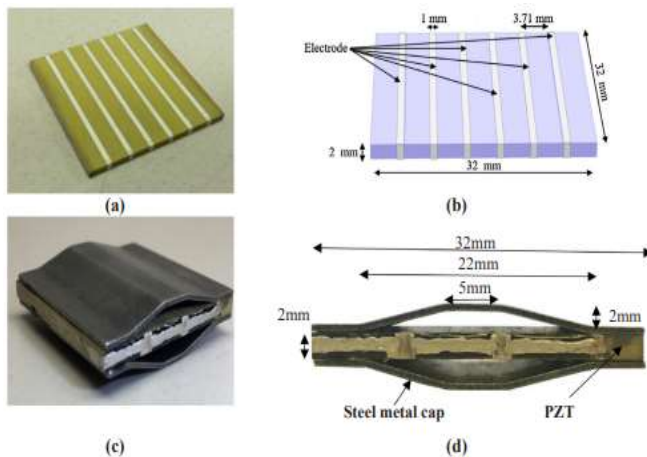 1 mm
3.71 mm
Electrode
32 mm
2 mm
32 mm
(a)
(b)
32mm
22mm
5mm
2mm
2mm
Steel metal cap
PZT
(c)
(d)